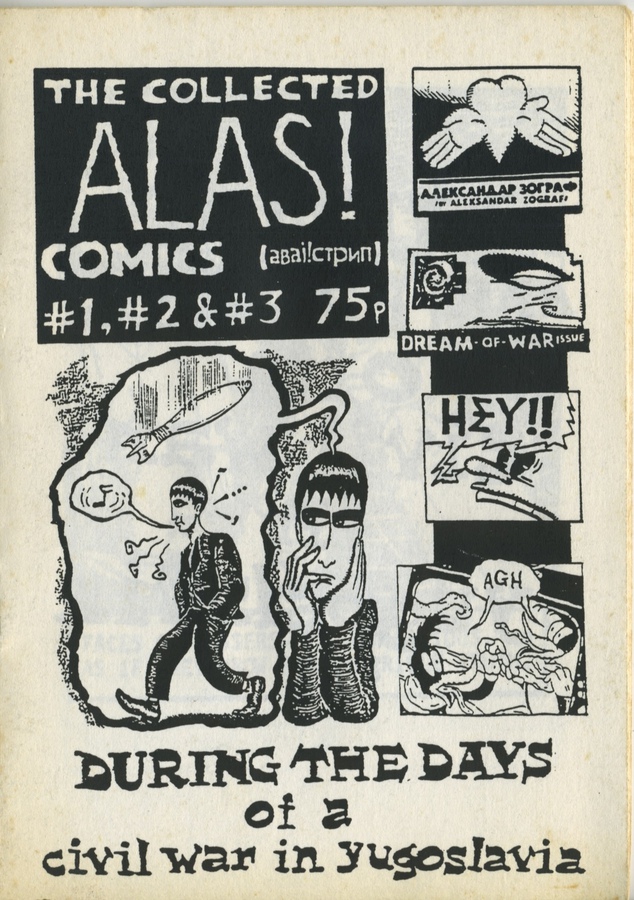 THE COLLECTED
ALAS!
COMICS (авај!стрип)
#1, #2 & #3 75p
АЛЕКСАНДАР ЗОГРАФ
BY ALEKSANDAR ZOGRAF
DREAM-OF-WAR ISSUE
HEY!!
AGH
DURING THE DAYS
of a
civil war in yugoslavia